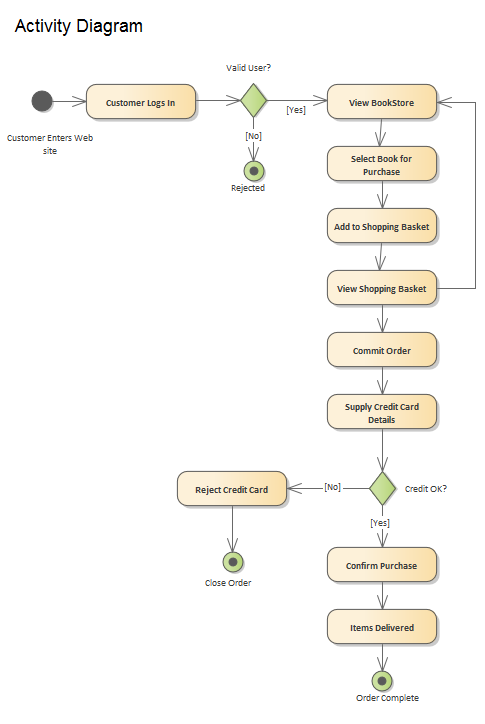 Activity Diagram
Valid User?
Customer Logs In
[Yes]
View BookStore
Customer Enters Web
site
[No]
Rejected
Select Book for
Purchase
Add to Shopping Basket
View Shopping Basket
Commit Order
Supply Credit Card
Details
Reject Credit Card
[No]
Credit OK?
[Yes]
Close Order
Confirm Purchase
Items Delivered
Order Complete